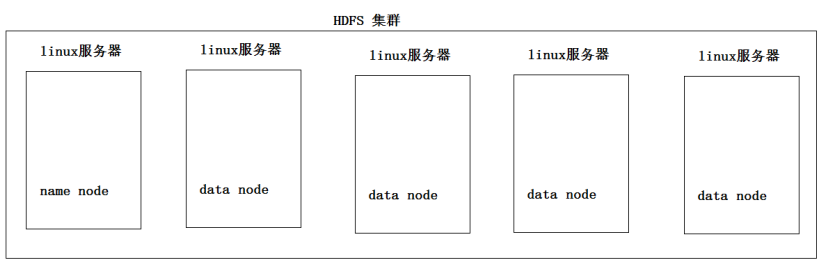 HDFS 集群
linux服务器
linux服务器
linux服务器
linux服务器
linux服务器
name node
data node
data node
data node
data node